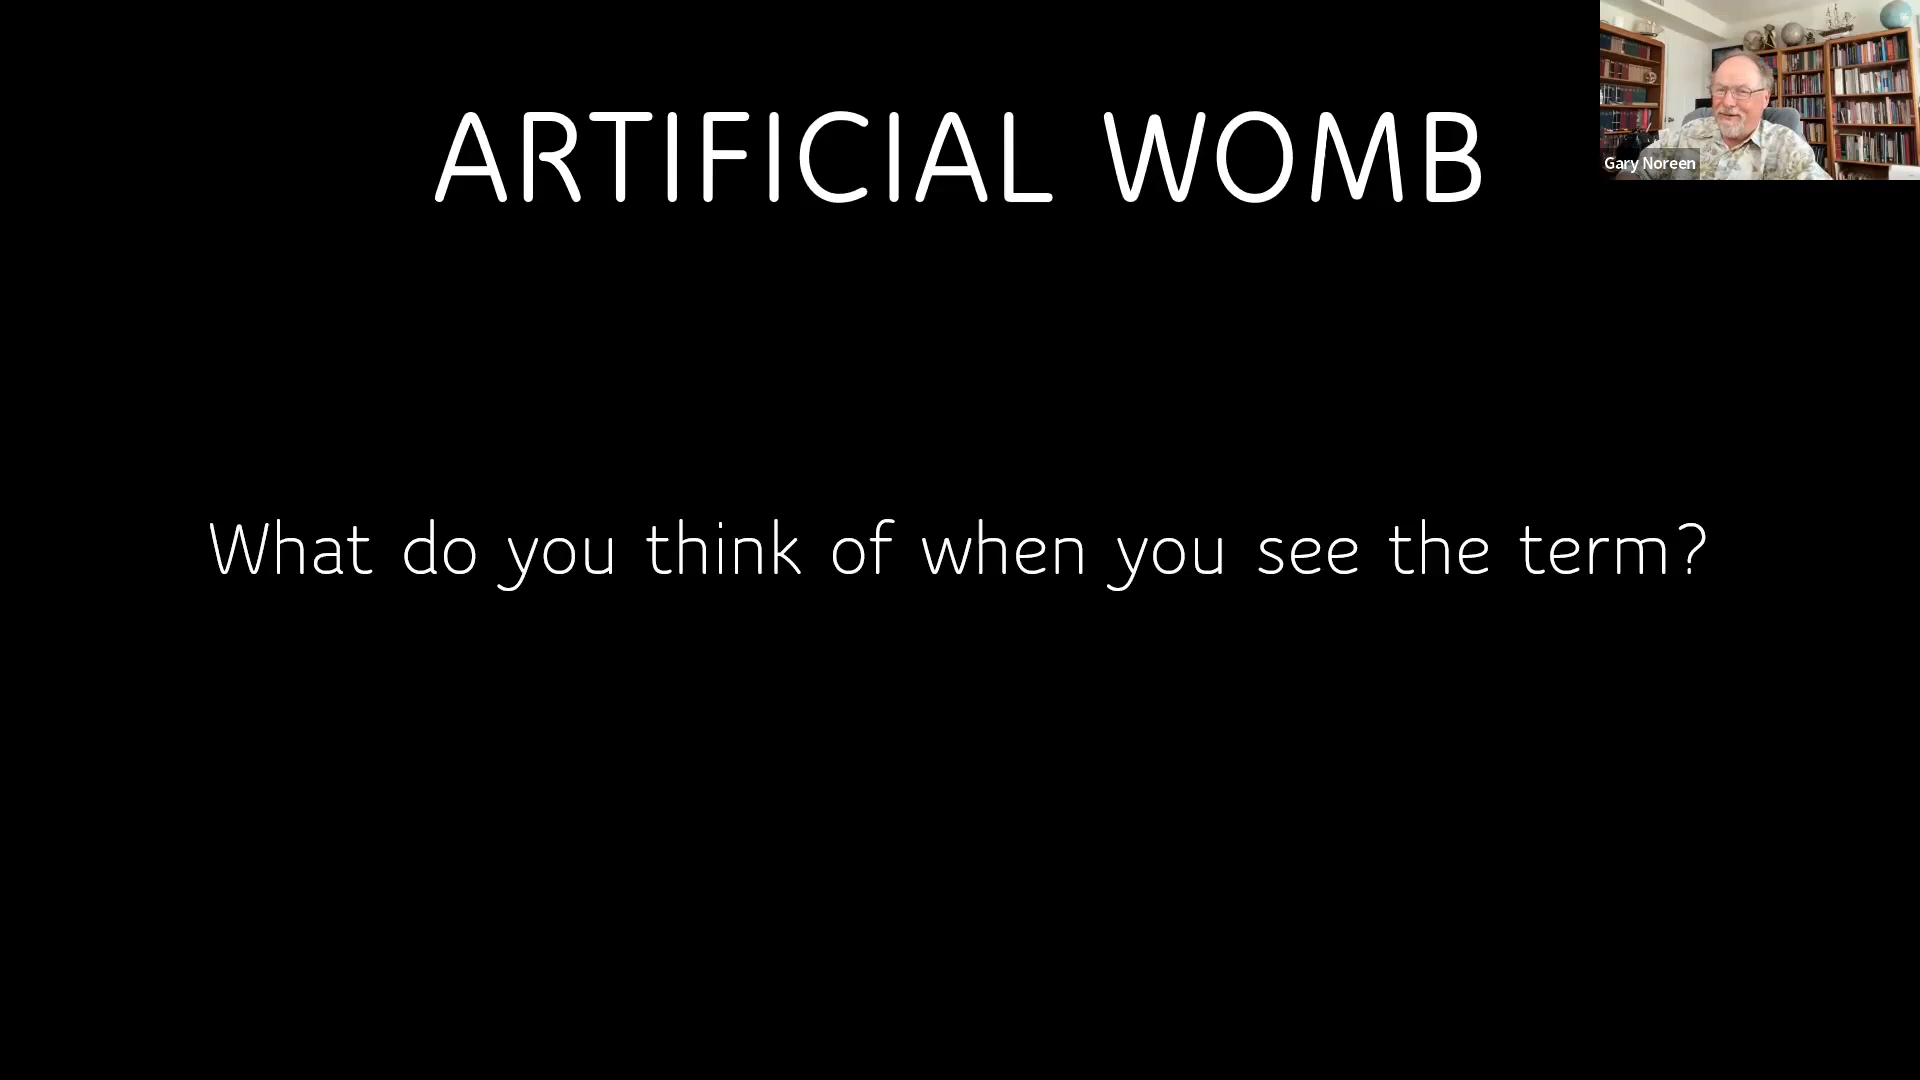 ARTIFICIAL WOMB
Gary Noreen
What do you think of when you see the term?